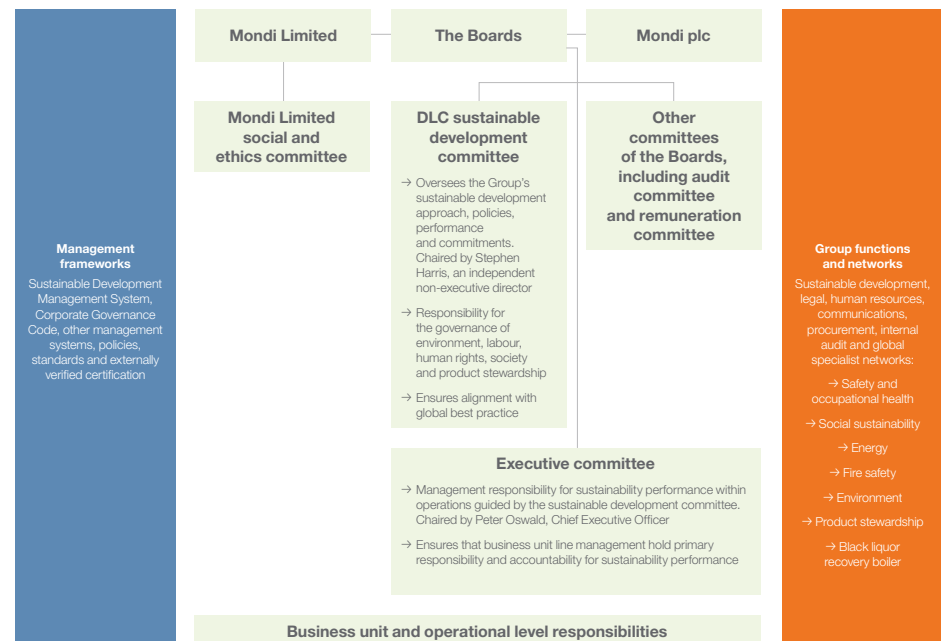 Mondi Limited
The Boards
Mondi plc
Mondi Limited
social and
ethics committee
DLC sustainable
development
committee
→ Oversees the Group's
sustainable development
approach, policies,
performance
and commitments.
Chaired by Stephen
Harris, an independent
non-executive director
→ Responsibility for
the governance of
environment, labour,
human rights, society
and product stewardship
→ Ensures alignment with
global best practice
Other
committees
of the Boards,
including audit
committee
and remuneration
committee
Management
frameworks
Sustainable Development
Management System,
Corporate Governance
Code, other management
systems, policies,
standards and externally
verified certification
Group functions
and networks
Sustainable development,
legal, human resources,
communications,
procurement, internal
audit and global
specialist networks:
→ Safety and
occupational health
→ Social sustainability
→ Energy
→ Fire safety
→ Environment
→ Product stewardship
→ Black liquor
recovery boiler
Executive committee
→ Management responsibility for sustainability performance within
operations guided by the sustainable development committee.
Chaired by Peter Oswald, Chief Executive Officer
→ Ensures that business unit line management hold primary
responsibility and accountability for sustainability performance
Business unit and operational level responsibilities